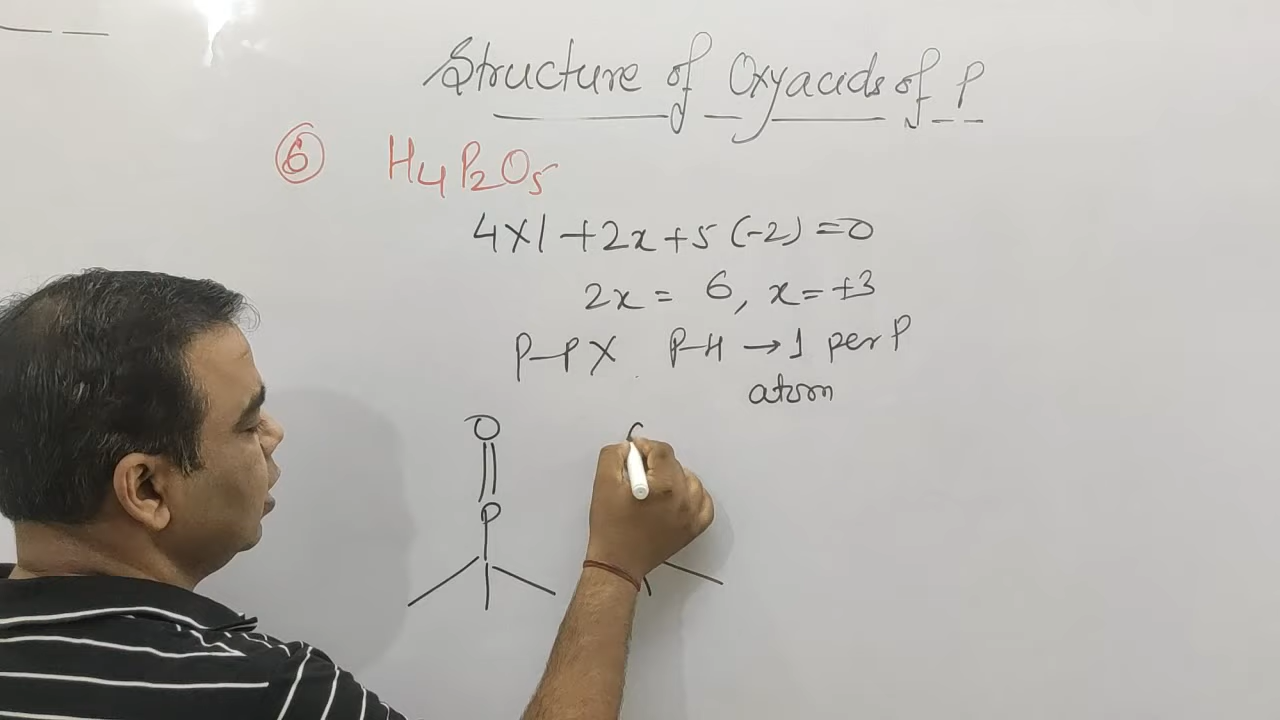 Structure of Oxyacids of P
⑥ H4P2O5
4×1+2x+5(-2)=0
2x = 6, x=+3
P-P X P-H → 1 per P
atom
O
P